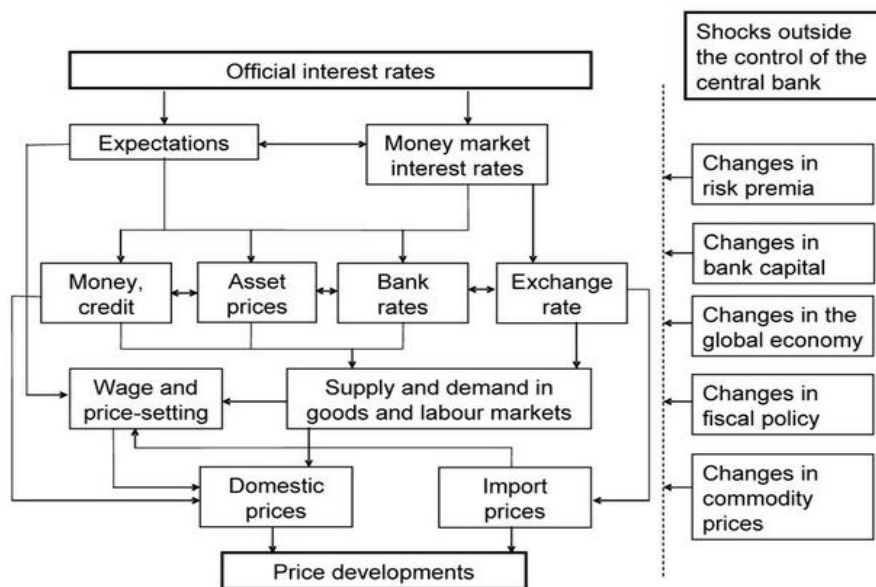 Shocks outside
the control of the
central bank
Official interest rates
Expectations
Money market
interest rates
Changes in
risk premia
Changes in
bank capital
Money,
credit
Asset
prices
Bank
rates
Exchange
rate
Changes in the
global economy
Wage and
price-setting
Supply and demand in
goods and labour markets
Changes in
fiscal policy
Domestic
prices
Import
prices
Changes in
commodity
prices
Price developments